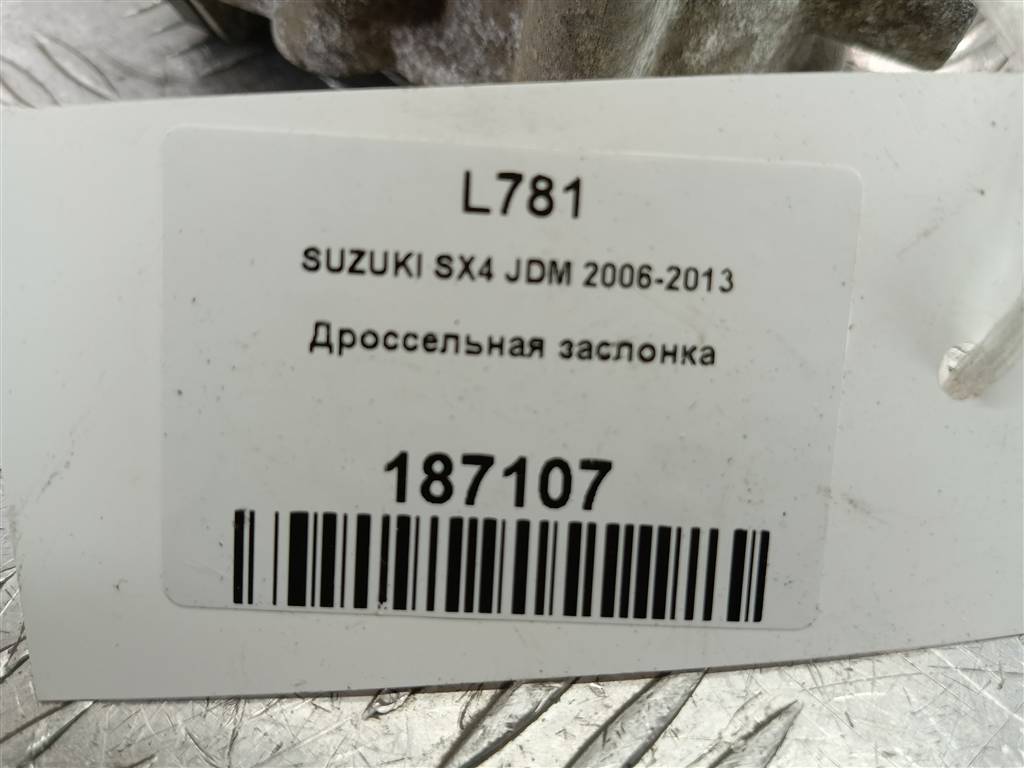 L781
SUZUKI SX4 JDM 2006-2013
Дроссельная заслонка
187107